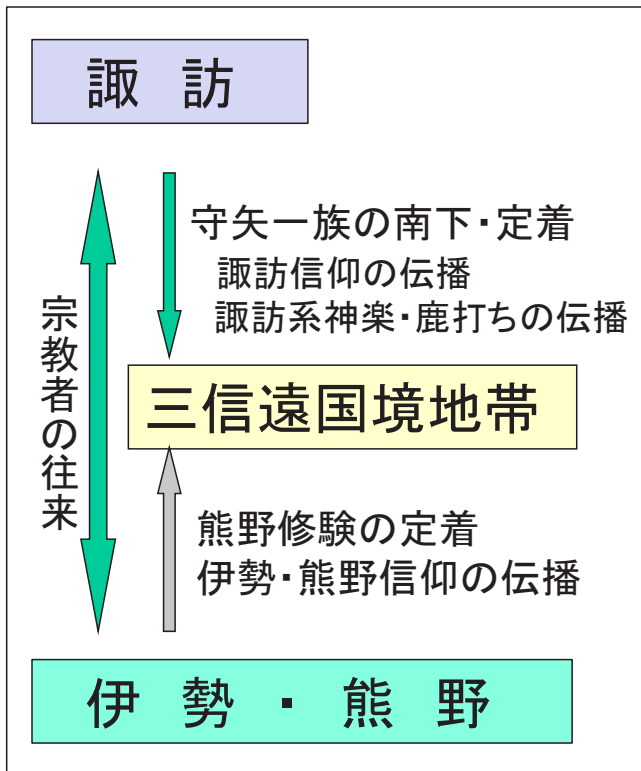 諏 訪
守矢一族の南下・定着
諏訪信仰の伝播
諏訪系神楽・鹿打ちの伝播
宗教者の往来
三信遠国境地帯
熊野修験の定着
伊勢・熊野信仰の伝播
伊 勢 ・ 熊 野